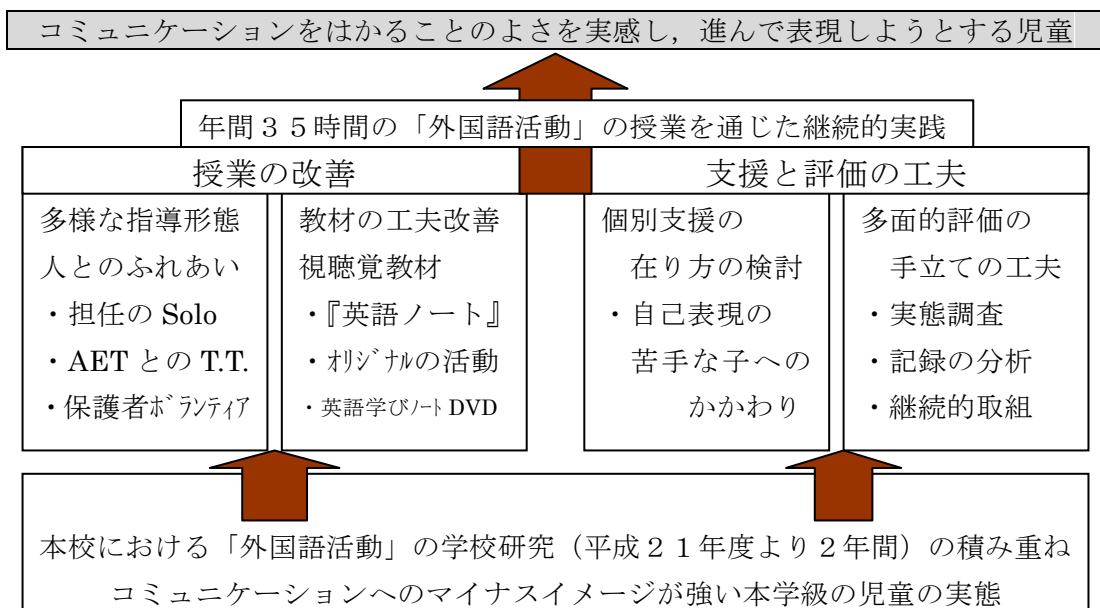 コミュニケーションをはかることのよさを実感し，進んで表現しようとする児童
年間３５時間の「外国語活動」の授業を通じた継続的実践
授業の改善
多様な指導形態
人とのふれあい
・担任の Solo
・AET との T.T.
・保護者ﾎﾞﾗﾝﾃｨｱ
教材の工夫改善
視聴覚教材
・『英語ノート』
・ｵﾘｼﾞﾅﾙの活動
・英語学びﾉｰﾄ DVD
支援と評価の工夫
個別支援の
在り方の検討
・自己表現の
苦手な子への
かかわり
多面的評価の
手立ての工夫
・実態調査
・記録の分析
・継続的取組
本校における「外国語活動」の学校研究（平成２１年度より２年間）の積み重ね
コミュニケーションへのマイナスイメージが強い本学級の児童の実態